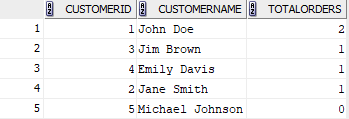 CUSTOMERID CUSTOMERNAME TOTALORDERS
1 1 John Doe 2
2 3 Jim Brown 1
3 4 Emily Davis 1
4 2 Jane Smith 1
5 5 Michael Johnson 0